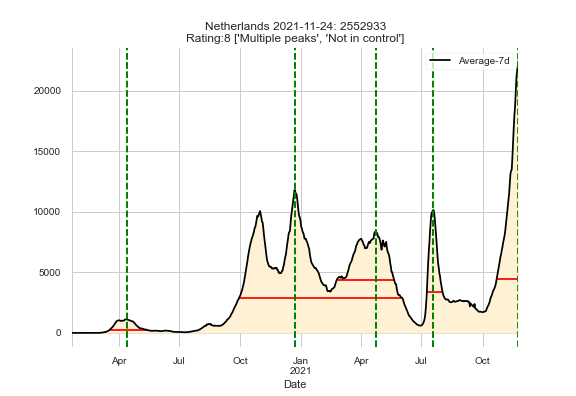 Netherlands 2021-11-24: 2552933
Rating:8 ['Multiple peaks', 'Not in control']
Average-7d
20000
15000
10000
5000
0
Apr
Jul
Oct
Jan
2021
Apr
Jul
Oct
Date